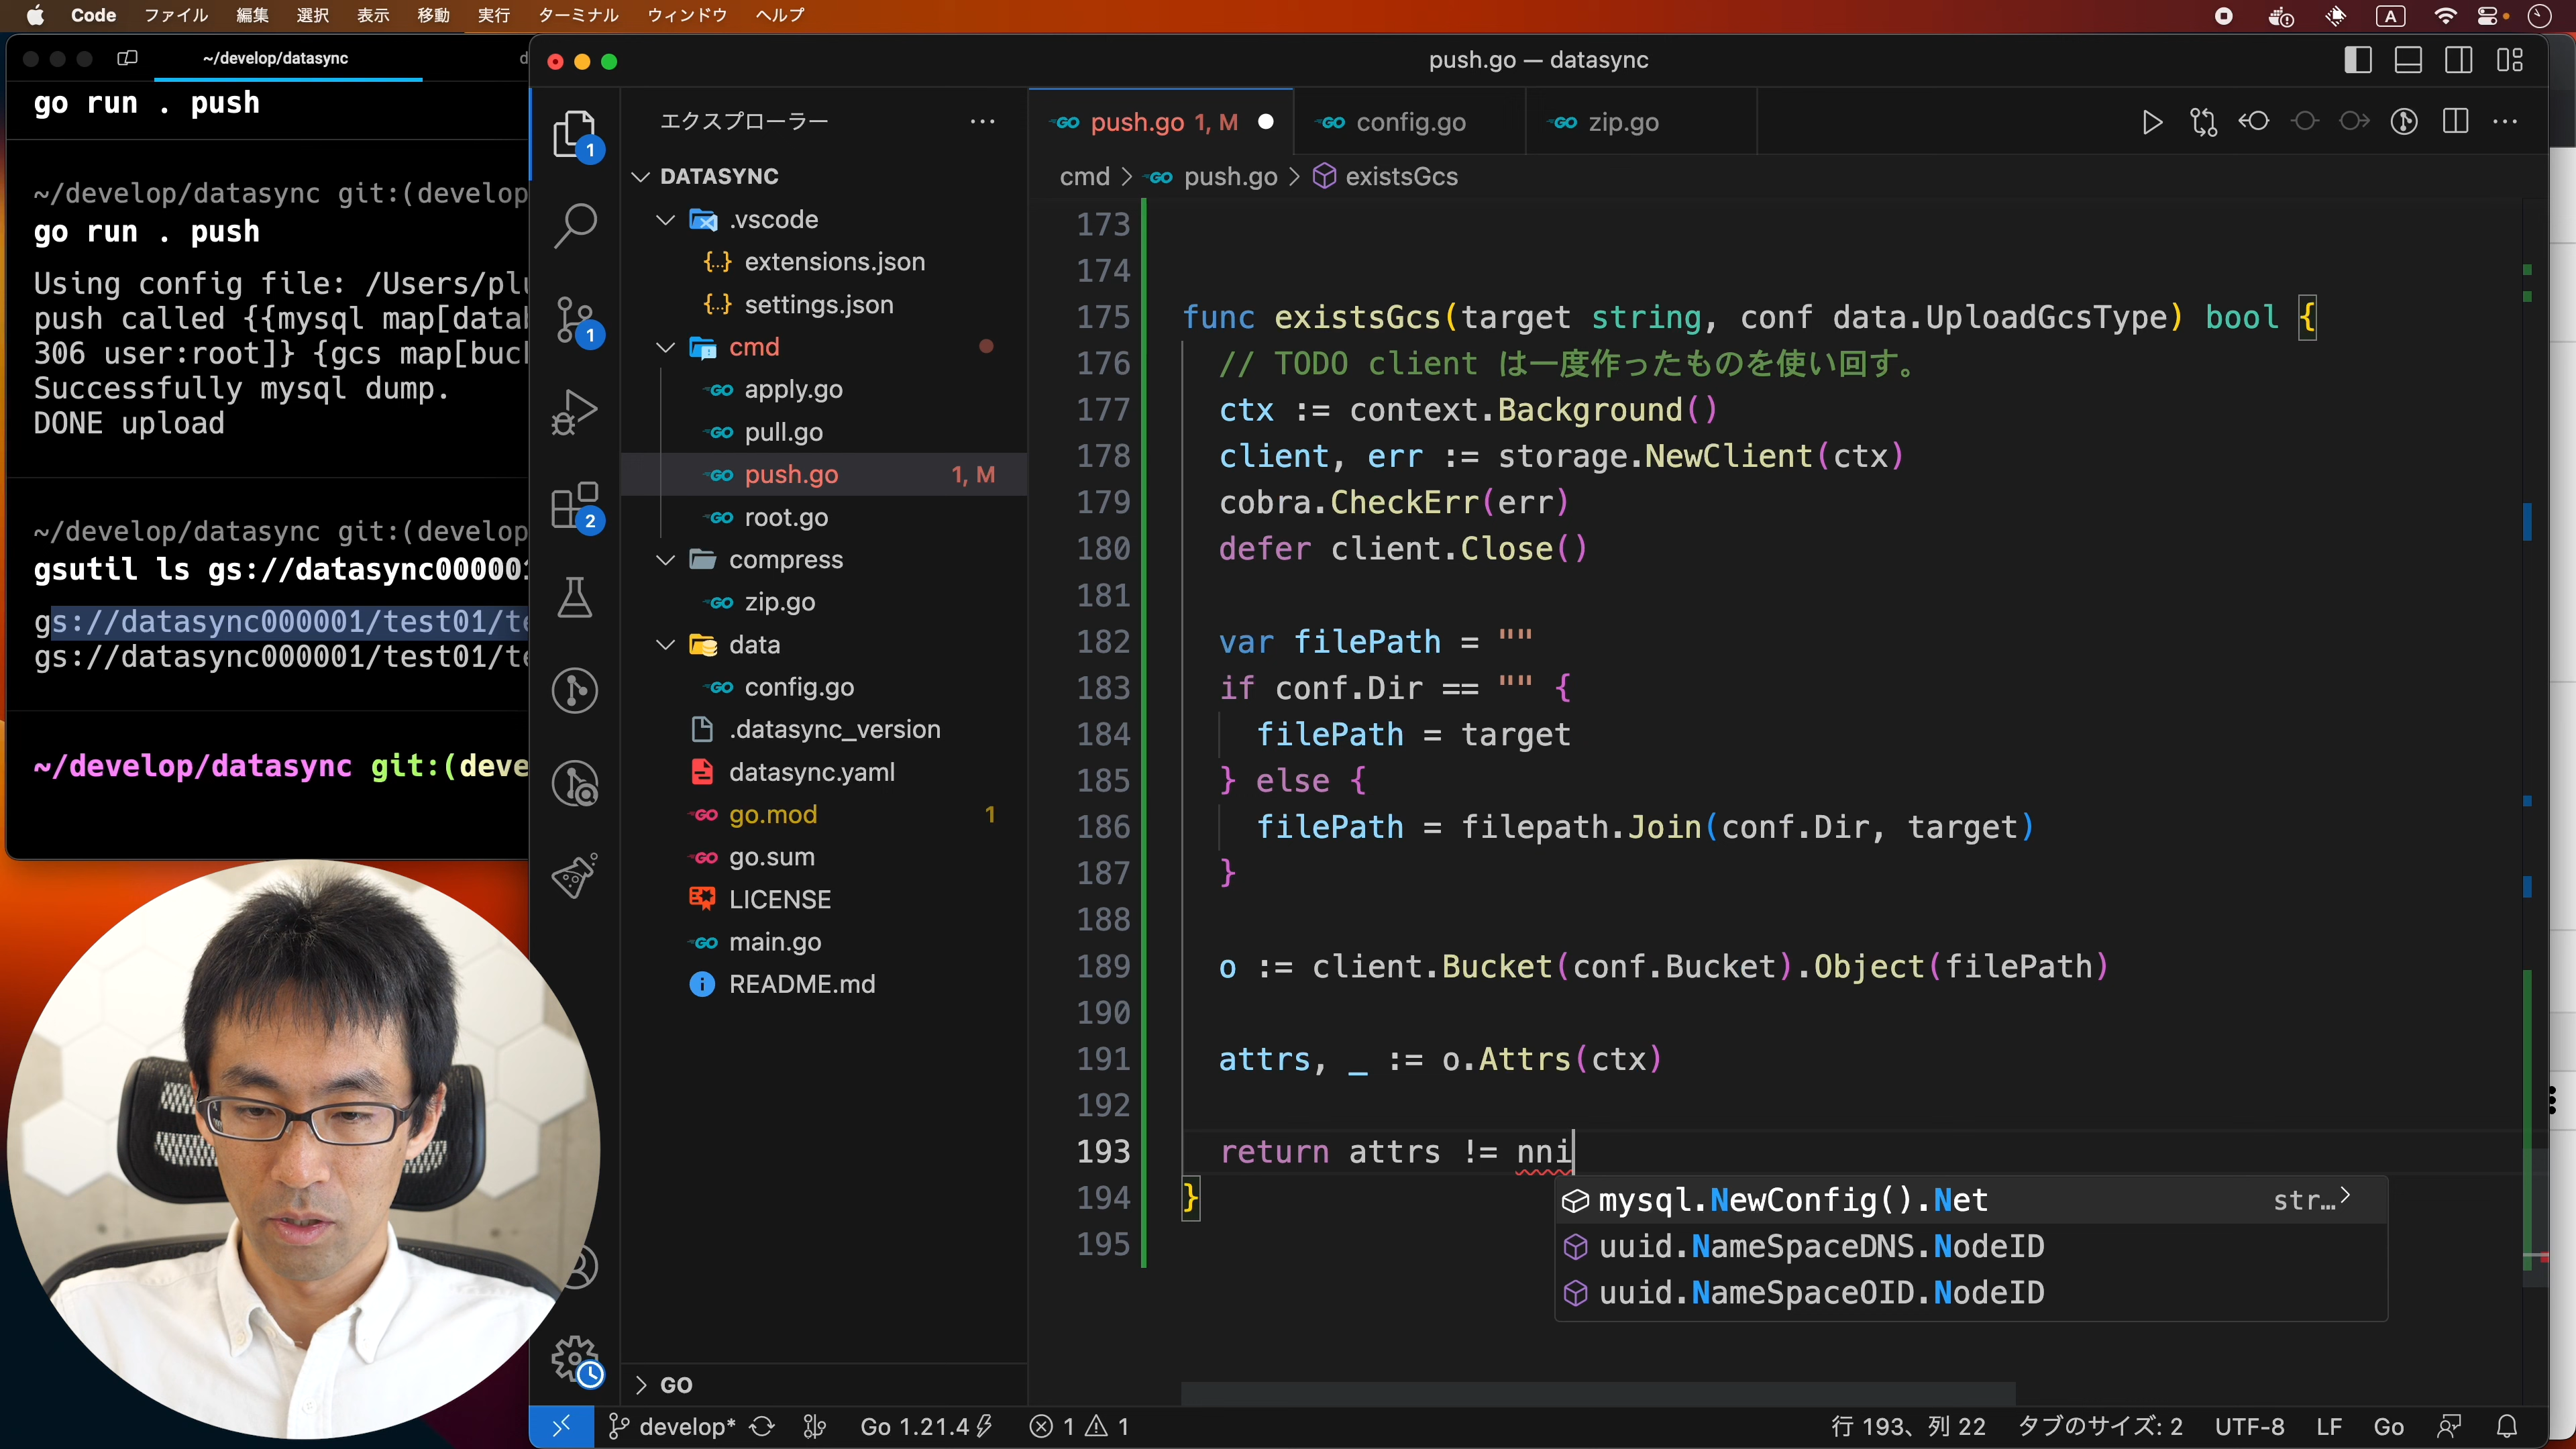 Code ファイル 編集 選択 表示 移動 実行 ターミナル ウィンドウ ヘルプ A
~/develop/datasync
go run . push
~/develop/datasync git:(develop
go run . push
Using config file: /Users/pl
push called {{mysql map[datab
306 user:root]} {gcs map[buc
Successfully mysql dump.
DONE upload
~/develop/datasync git:(develop
gsutil ls gs://datasync000001
gs://datasync000001/test01/te
gs://datasync000001/test01/te
~/develop/datasync git:(deve
push.go — datasync
エクスプローラー
DATASYNC
.vscode
extensions.json
settings.json
cmd
apply.go
pull.go
push.go 1, M
root.go
compress
zip.go
data
config.go
.datasync_version
datasync.yaml
go.mod 1
go.sum
LICENSE
main.go
README.md
GO
1
1
2
push.go 1, M
config.go
zip.go
cmd > push.go > existsGcs
173
174
175 func existsGcs(target string, conf data.UploadGcsType) bool {
176 // TODO client は一度作ったものを使い回す。
177 ctx := context.Background()
178 client, err := storage.NewClient(ctx)
179 cobra.CheckErr(err)
180 defer client.Close()
181
182 var filePath = ""
183 if conf.Dir == "" {
184 filePath = target
185 } else {
186 filePath = filepath.Join(conf.Dir, target)
187 }
188
189 o := client.Bucket(conf.Bucket).Object(filePath)
190
191 attrs, _ := o.Attrs(ctx)
192
193 return attrs != nni
194 }
195
mysql.NewConfig().Net str…
uuid.NameSpaceDNS.NodeID
uuid.NameSpaceOID.NodeID
develop* Go 1.21.4 1 1 行 193、列 22 タブのサイズ: 2 UTF-8 LF Go